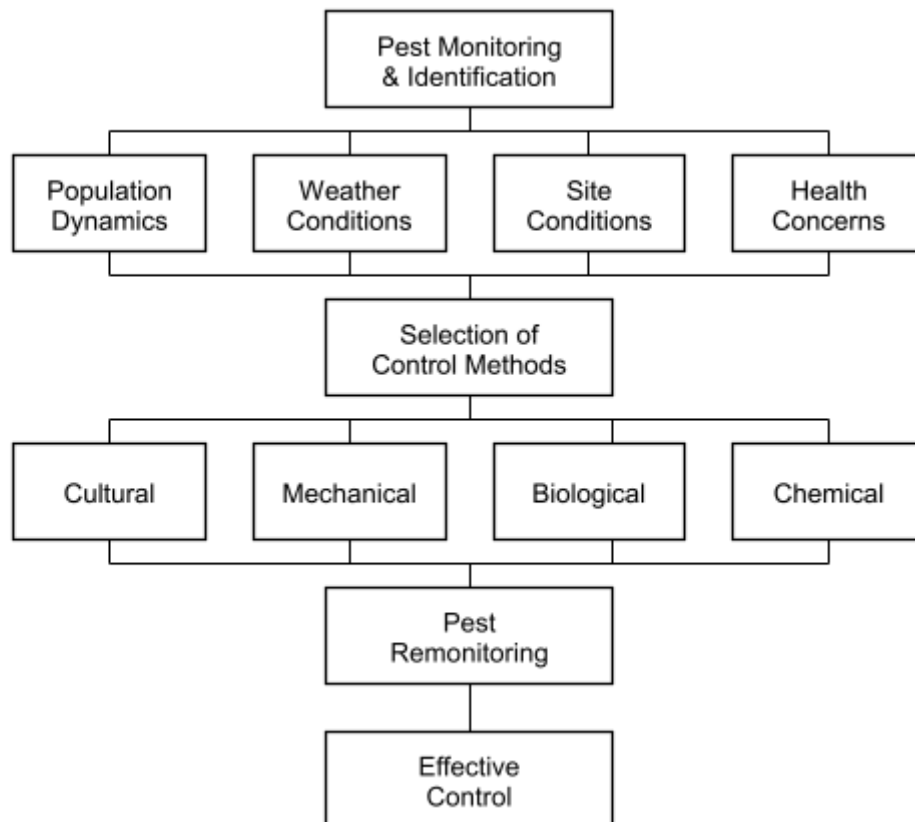 Pest Monitoring
& Identification
Population
Dynamics
Weather
Conditions
Site
Conditions
Health
Concerns
Selection of
Control Methods
Cultural
Mechanical
Biological
Chemical
Pest
Remonitoring
Effective
Control